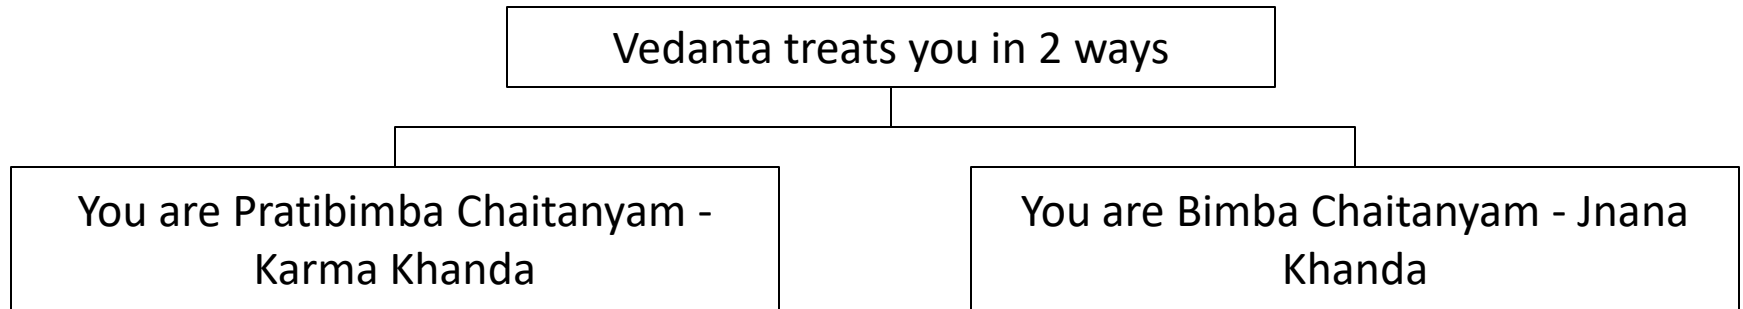 Vedanta treats you in 2 ways
You are Pratibimba Chaitanyam -
Karma Khanda
You are Bimba Chaitanyam - Jnana
Khanda